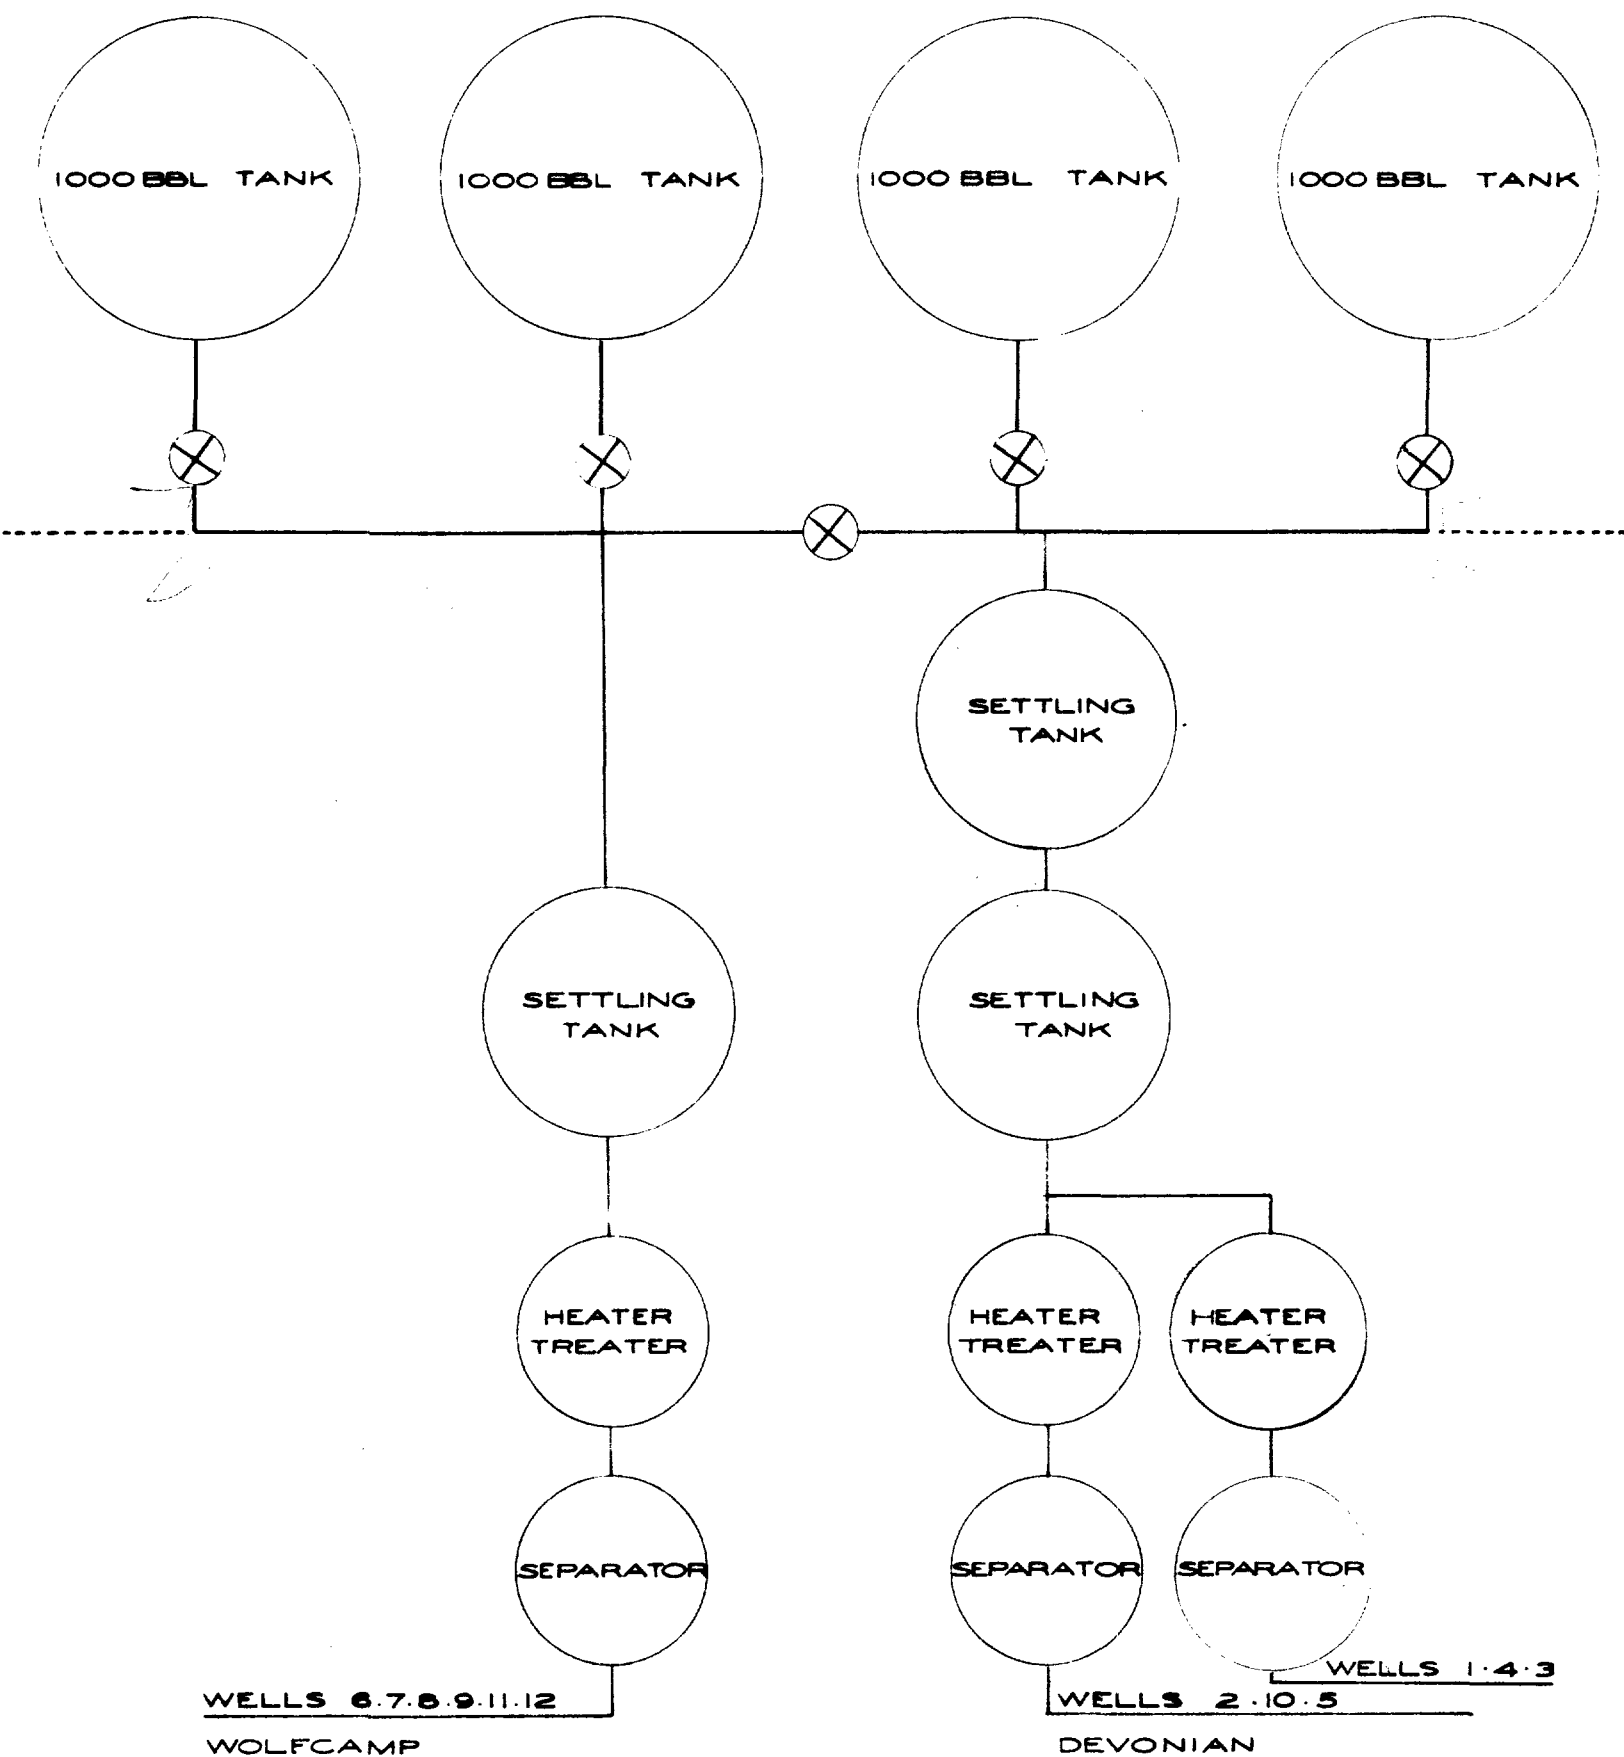 1000 BBL TANK
1000 BBL TANK
1000 BBL TANK
1000 BBL TANK
SETTLING
TANK
SETTLING
TANK
SETTLING
TANK
HEATER
TREATER
HEATER
TREATER
HEATER
TREATER
SEPARATOR
SEPARATOR
SEPARATOR
WELLS 1·4·3
WELLS 6.7.8.9.11.12
WELLS 2·10·5
WOLFCAMP
DEVONIAN